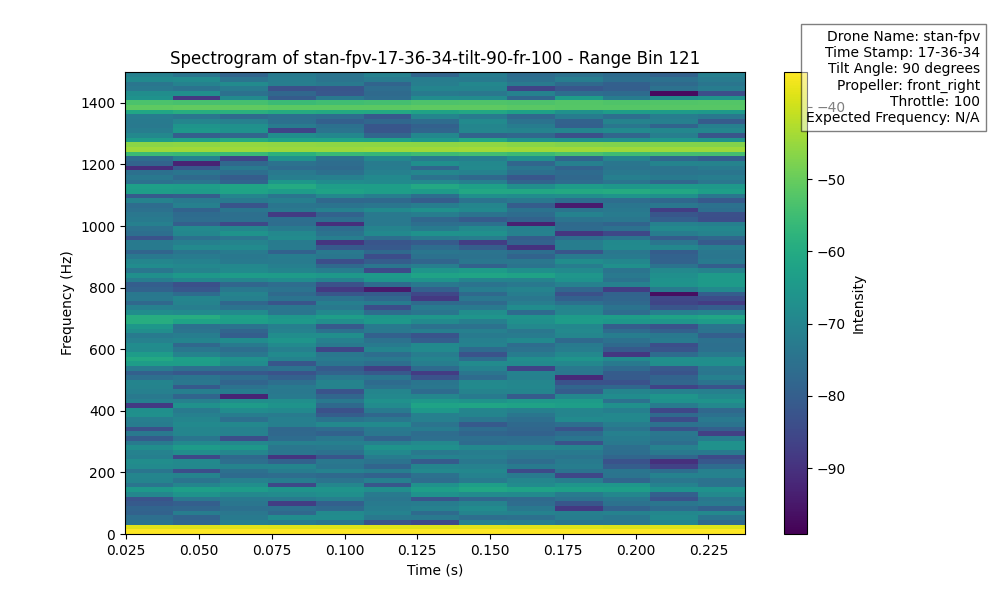 Spectrogram of stan-fpv-17-36-34-tilt-90-fr-100 - Range Bin 121
Drone Name: stan-fpv
Time Stamp: 17-36-34
Tilt Angle: 90 degrees
Propeller: front_right
Throttle: 100
Expected Frequency: N/A
Frequency (Hz)
1400
1200
1000
800
600
400
200
0
0.025
0.050
0.075
0.100
0.125
0.150
0.175
0.200
0.225
Time (s)
−40
−50
−60
−70
−80
−90
Intensity